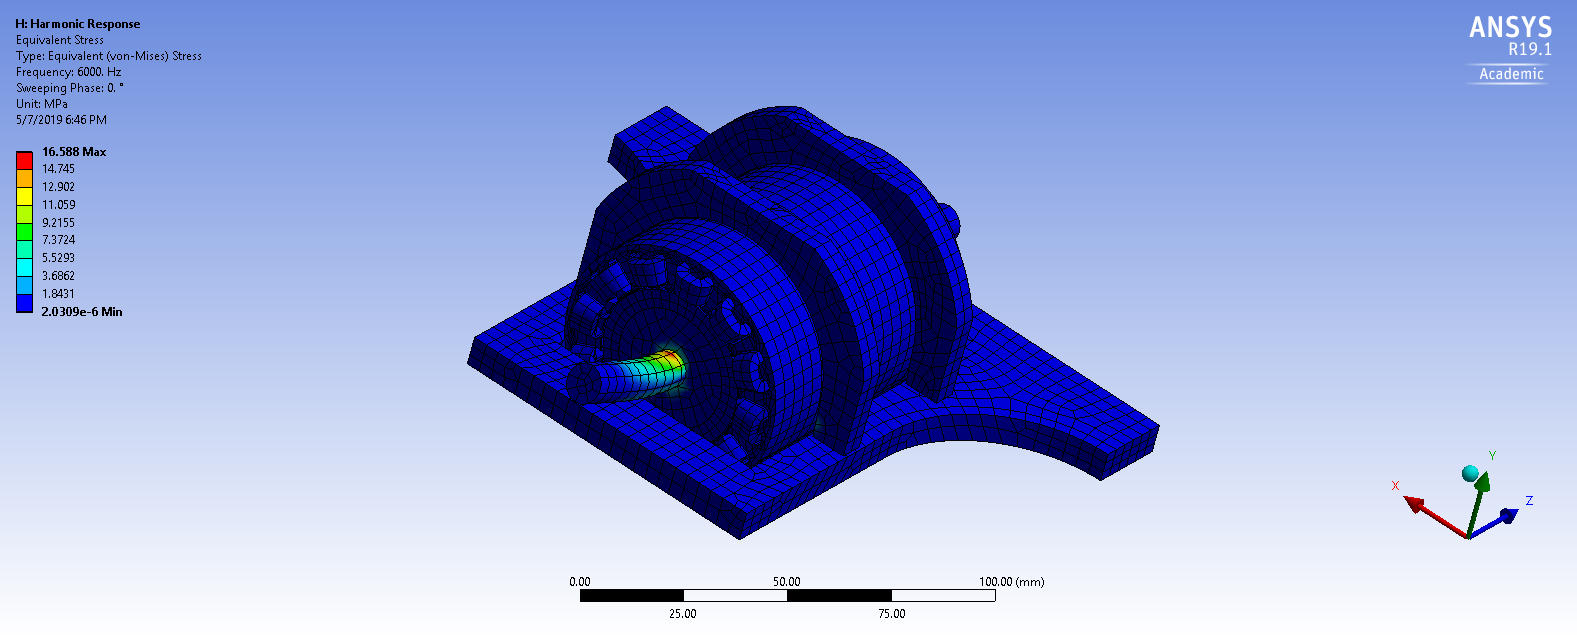 H: Harmonic Response
Equivalent Stress
Type: Equivalent (von-Mises) Stress
Frequency: 6000. Hz
Sweeping Phase: 0. °
Unit: MPa
5/7/2019 6:46 PM
16.588 Max
14.745
12.902
11.059
9.2155
7.3724
5.5293
3.6862
1.8431
2.0309e-6 Min
ANSYS
R19.1
Academic
Y
X
Z
0.00 50.00 100.00 (mm)
25.00 75.00